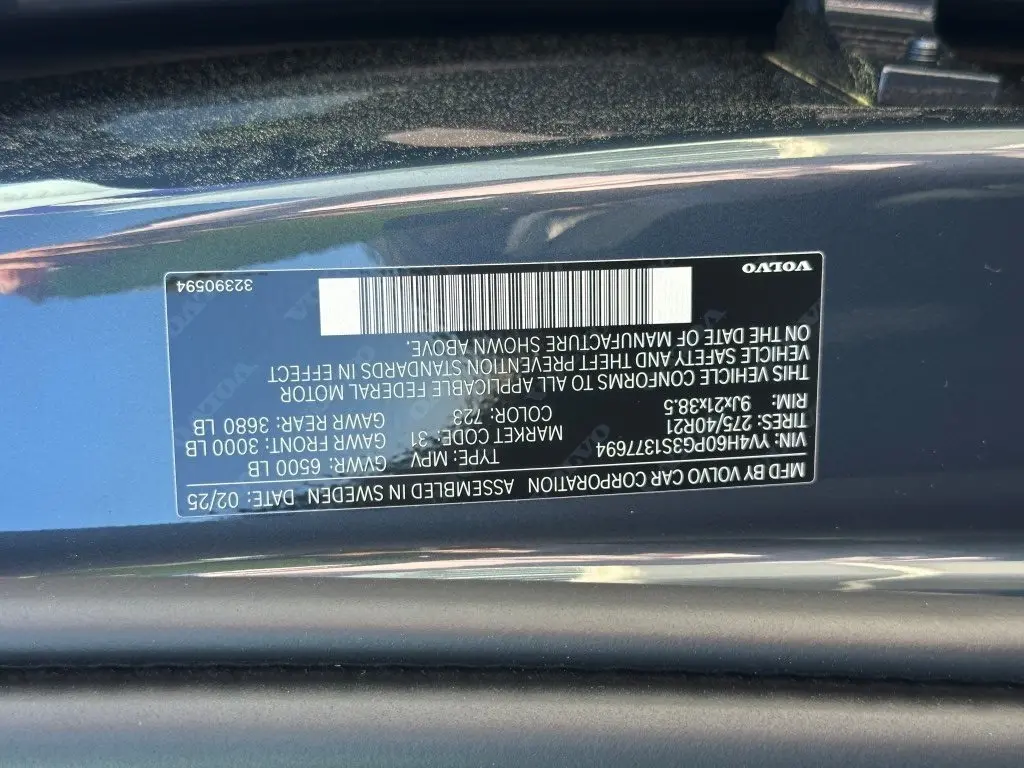 MFD BY VOLVO CAR CORPORATION ASSEMBLED IN SWEDEN DATE: 02/25
VIN: YV4H60PG3S1377694 TYPE: MPV GVWR: 6500 LB
TIRES: 275/40R21 MARKET CODE: 31 GAWR FRONT: 3000 LB
RIM: 9Jx21x38.5 COLOR: 723 GAWR REAR: 3680 LB
THIS VEHICLE CONFORMS TO ALL APPLICABLE FEDERAL MOTOR
VEHICLE SAFETY AND THEFT PREVENTION STANDARDS IN EFFECT
ON THE DATE OF MANUFACTURE SHOWN ABOVE.
VOLVO 32390594